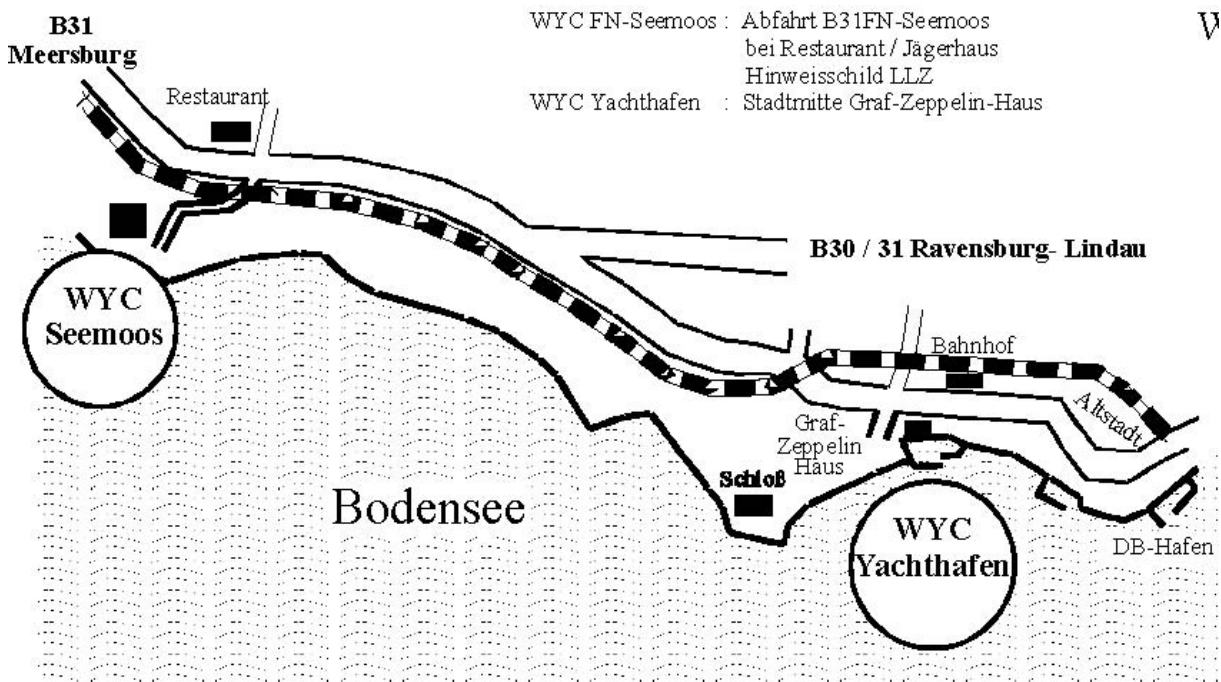 WYC FN-Seemoos : Abfahrt B31FN-Seemoos
bei Restaurant / Jägerhaus
Hinweisschild LLZ
WYC Yachthafen : Stadtmitte Graf-Zeppelin-Haus
W
B31
Meersburg
Restaurant
B30 / 31 Ravensburg- Lindau
WYC
Seemoos
Bahnhof
Altstadt
Graf-
Zeppelin
Haus
Schloß
Bodensee
WYC
Yachthafen
DB-Hafen